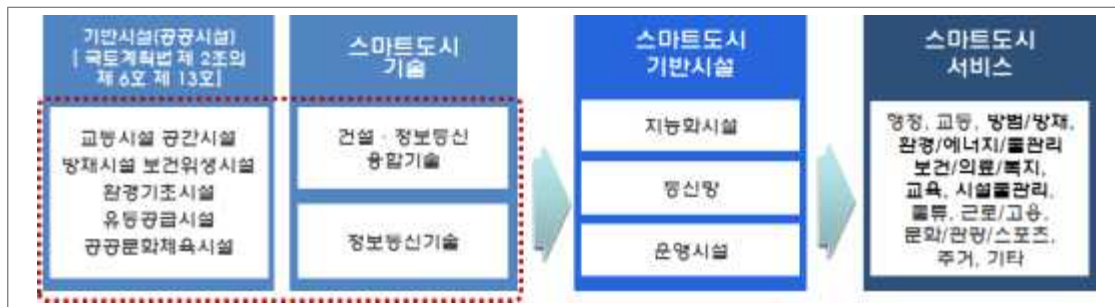 기반시설(공공시설)
[ 국토계획법 제 2조의
제 6호 제 13호]
교통시설 공간시설
방재시설 보건위생시설
환경기초시설
유통공급시설
공공문화체육시설
스마트도시
기술
건설 · 정보통신
융합기술
정보통신기술
스마트도시
기반시설
지능화시설
통신망
운영시설
스마트도시
서비스
행정, 교통, 방범/방재,
환경/에너지/물관리
보건/의료/복지,
교육, 시설물관리,
물류, 근로/고용,
문화/관광/스포츠,
주거, 기타